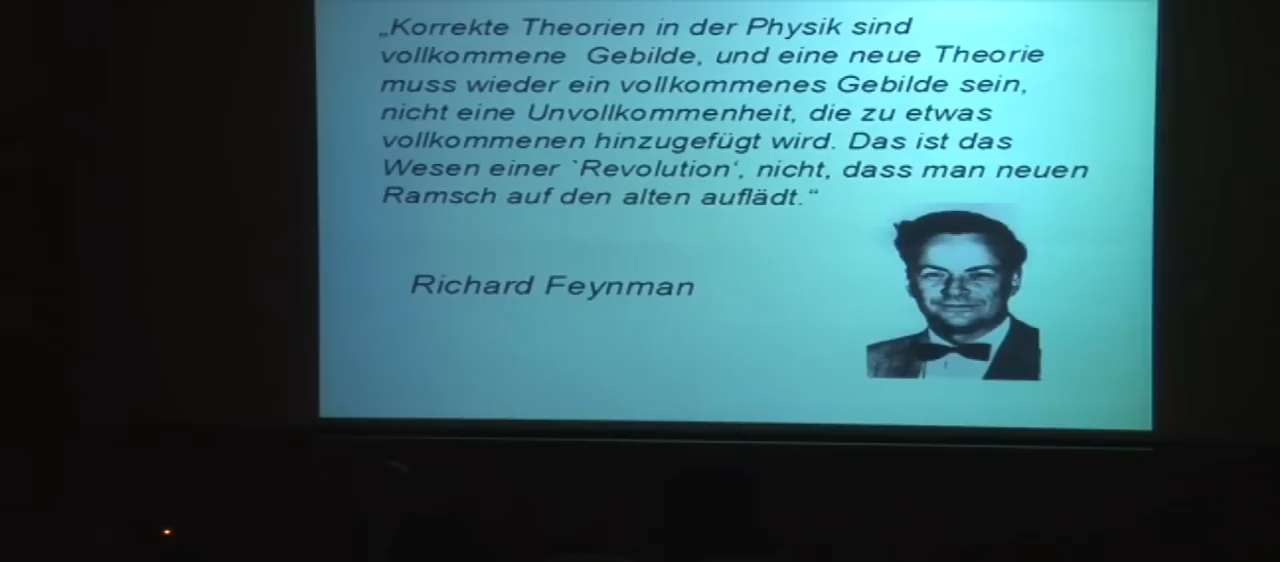 „Korrekte Theorien in der Physik sind
vollkommene Gebilde, und eine neue Theorie
muss wieder ein vollkommenes Gebilde sein,
nicht eine Unvollkommenheit, die zu etwas
vollkommenen hinzugefügt wird. Das ist das
Wesen einer `Revolution‘, nicht, dass man neuen
Ramsch auf den alten auflädt.“
Richard Feynman